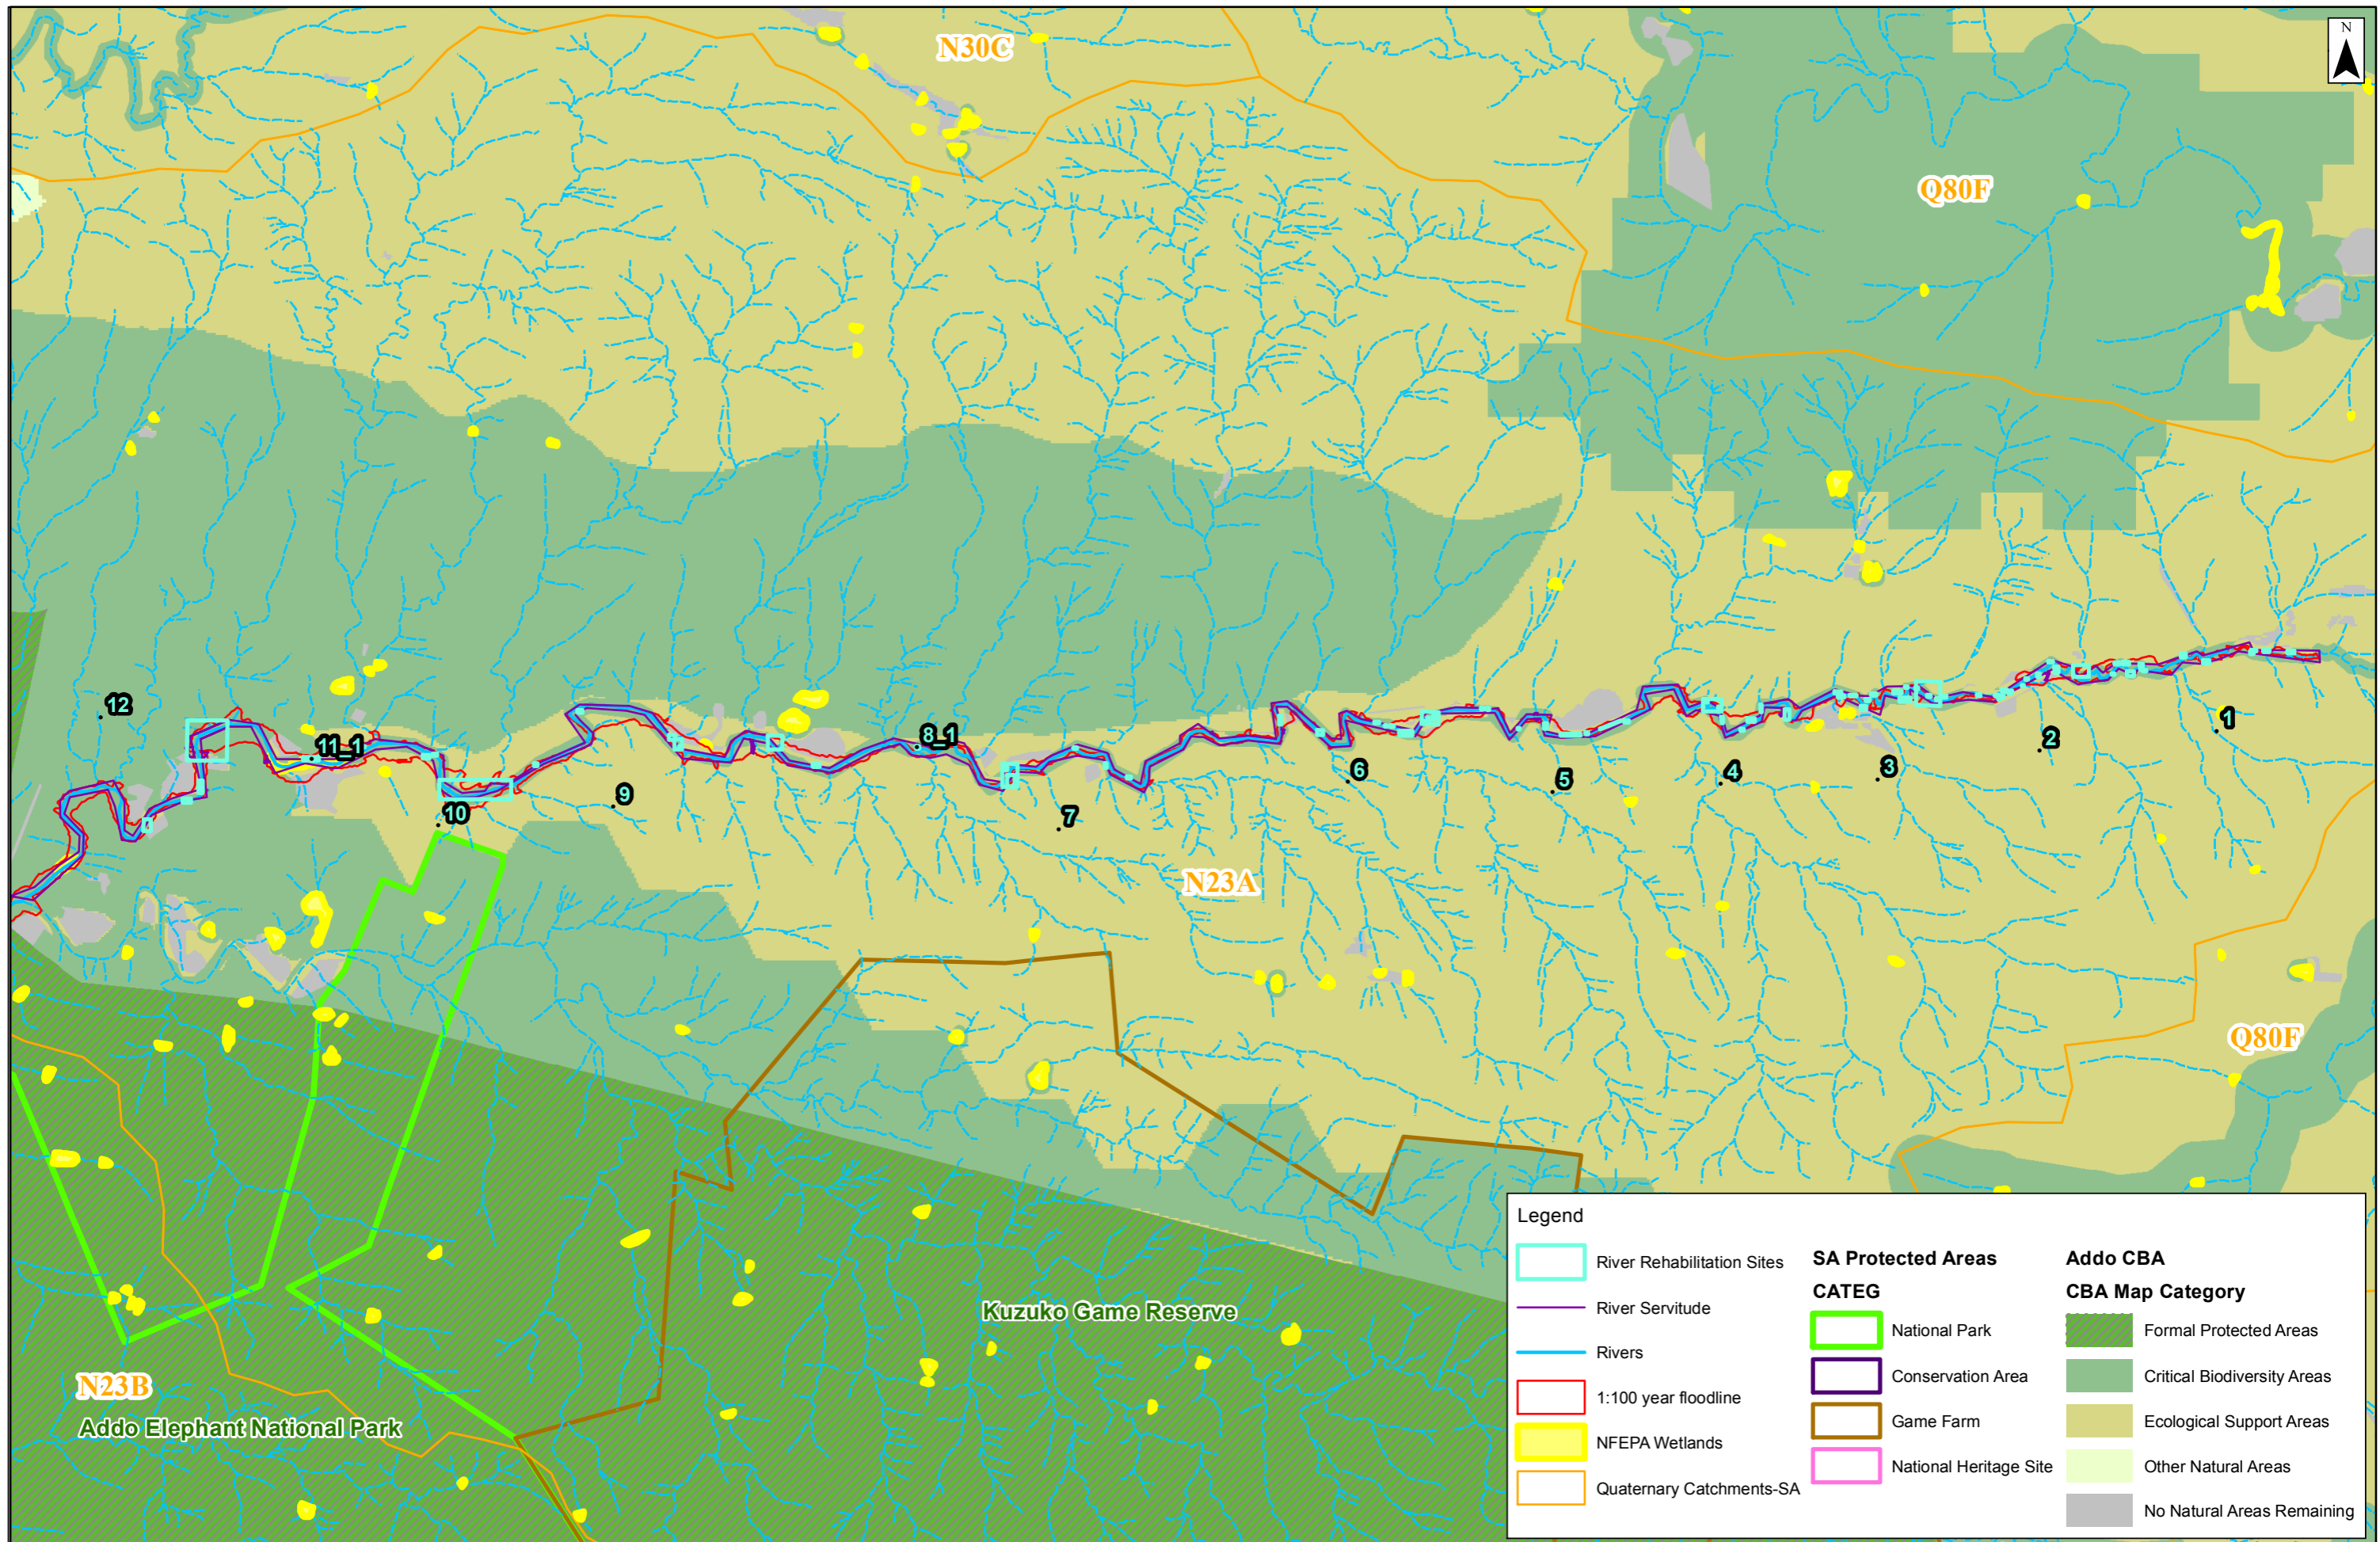 N
N30C
Q80F
12
11_1
10
9
8_1
7
6
5
4
3
2
1
N23A
Q80F
Kuzuko Game Reserve
N23B
Addo Elephant National Park
Legend
River Rehabilitation Sites
River Servitude
Rivers
1:100 year floodline
NFEPA Wetlands
Quaternary Catchments-SA
SA Protected Areas
CATEG
National Park
Conservation Area
Game Farm
National Heritage Site
Addo CBA
CBA Map Category
Formal Protected Areas
Critical Biodiversity Areas
Ecological Support Areas
Other Natural Areas
No Natural Areas Remaining